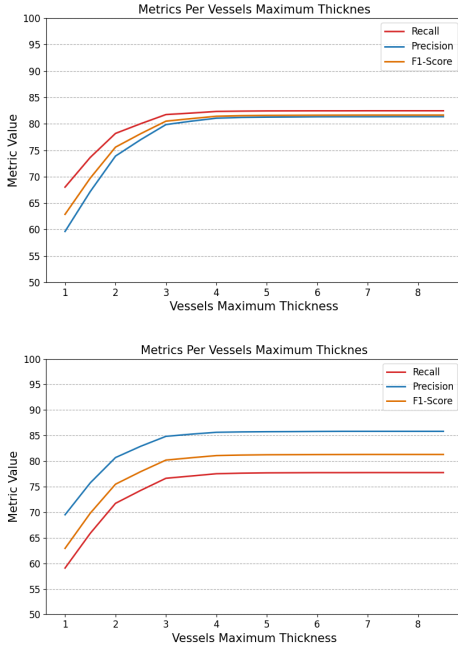 Metrics Per Vessels Maximum Thicknes
100
95
90
85
80
75
70
65
60
55
50
Metric Value
Recall
Precision
F1-Score
1 2 3 4 5 6 7 8
Vessels Maximum Thickness
Metrics Per Vessels Maximum Thicknes
100
95
90
85
80
75
70
65
60
55
50
Metric Value
Recall
Precision
F1-Score
1 2 3 4 5 6 7 8
Vessels Maximum Thickness